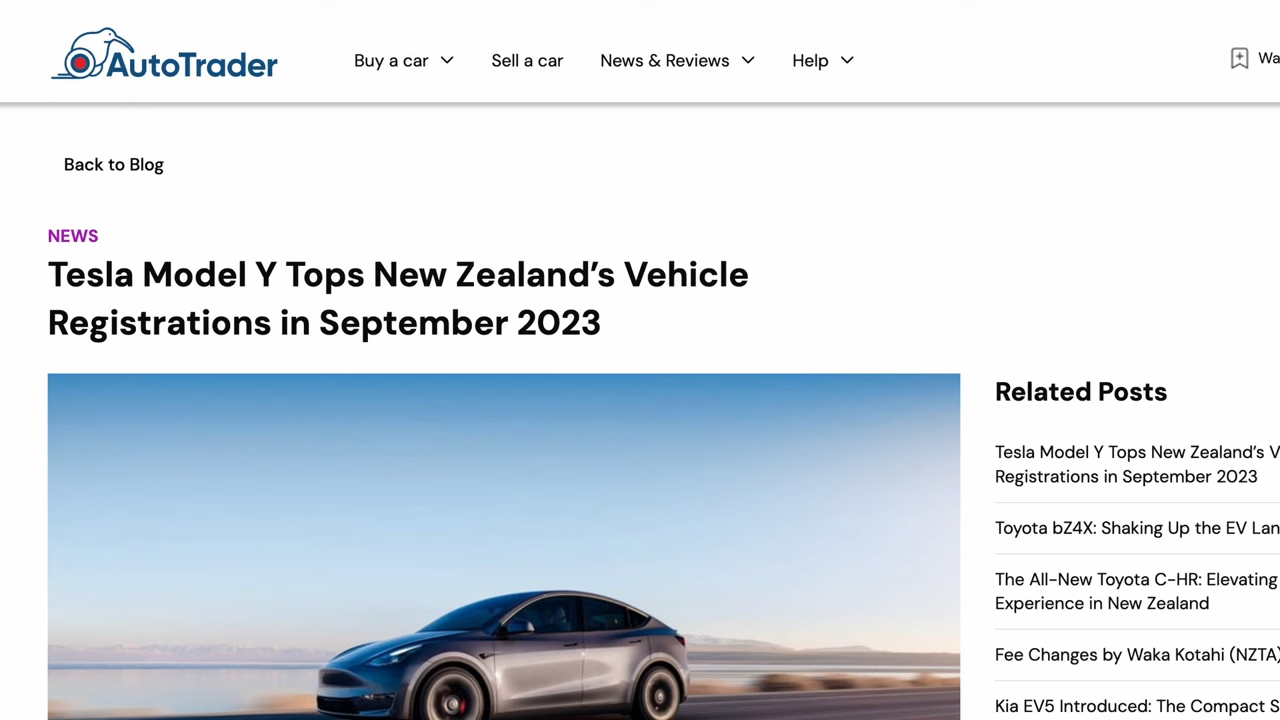 AutoTrader
Buy a car
Sell a car
News & Reviews
Help
Wa
Back to Blog
NEWS
Tesla Model Y Tops New Zealand’s Vehicle
Registrations in September 2023
Related Posts
Tesla Model Y Tops New Zealand’s V
Registrations in September 2023
Toyota bZ4X: Shaking Up the EV Lan
The All-New Toyota C-HR: Elevating
Experience in New Zealand
Fee Changes by Waka Kotahi (NZTA)
Kia EV5 Introduced: The Compact S